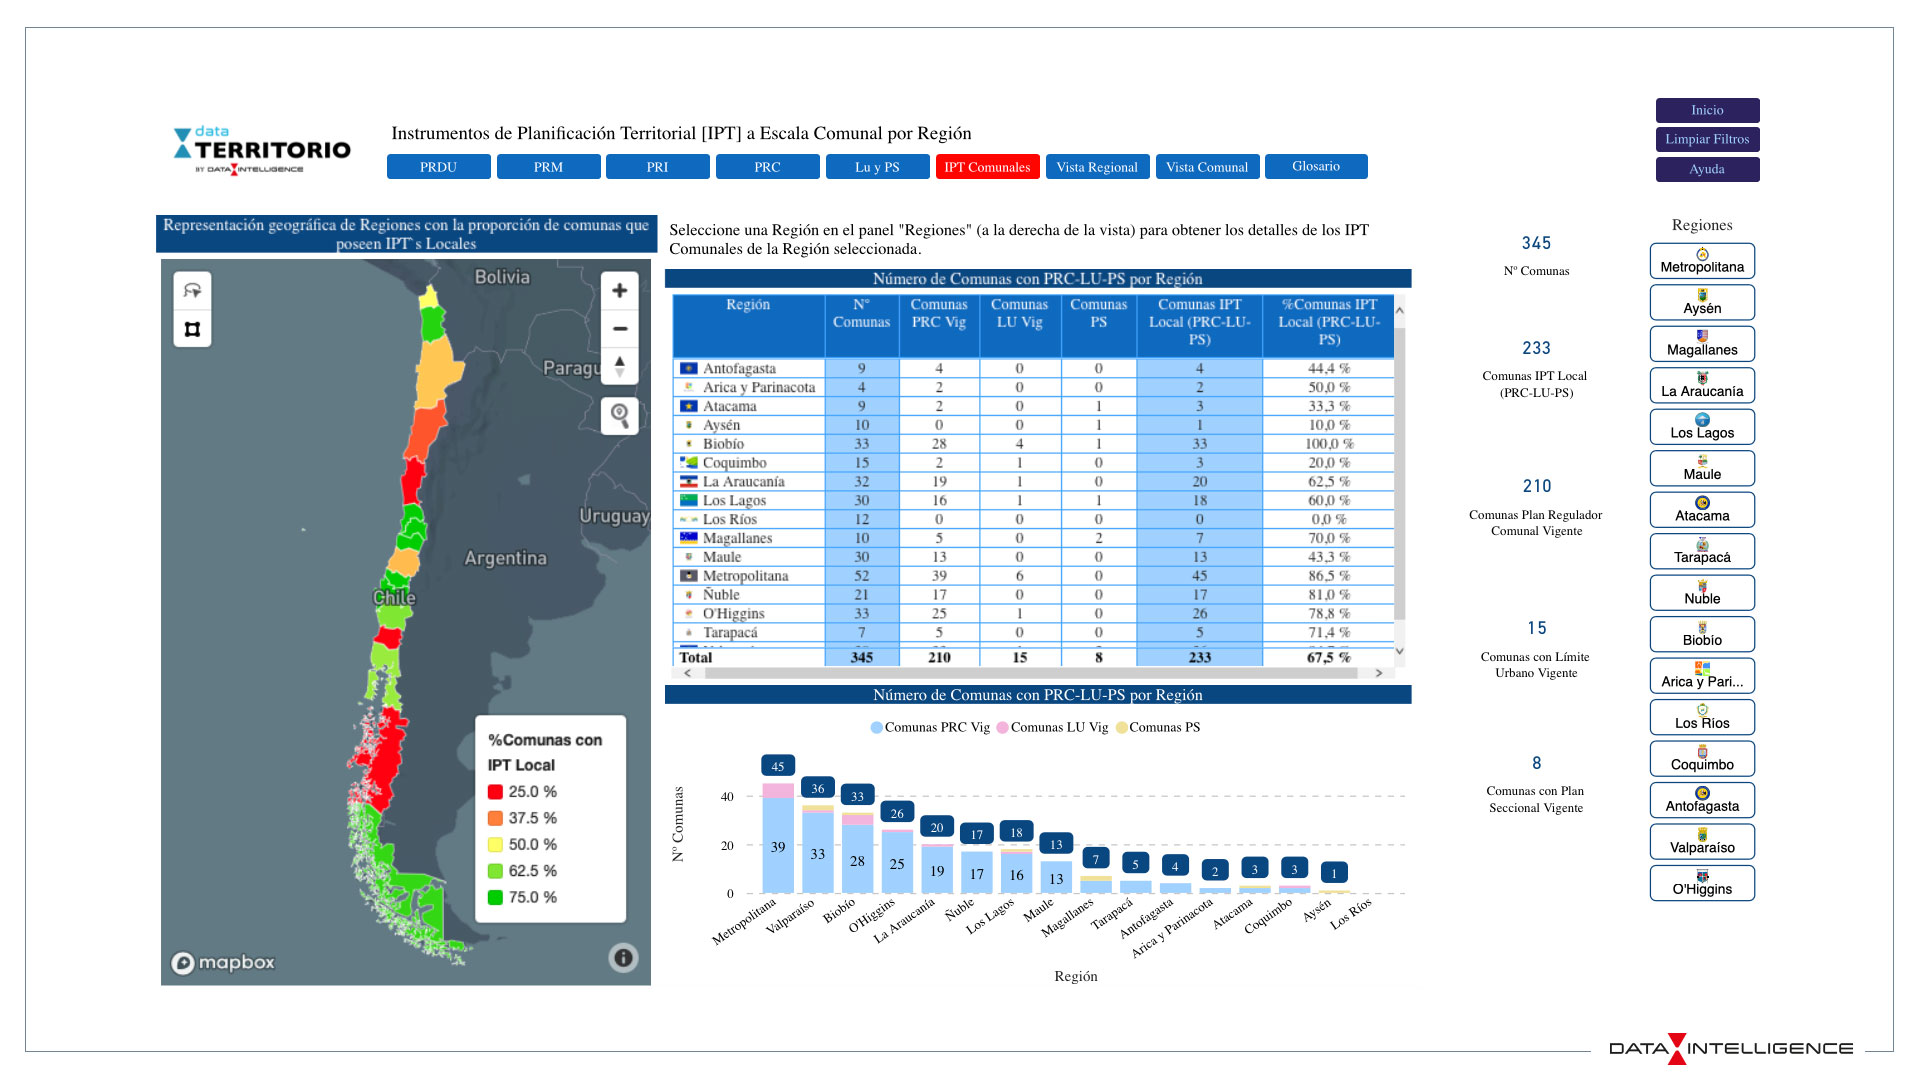 data
TERRITORIO
BY DATA INTELLIGENCE
Instrumentos de Planificación Territorial [IPT] a Escala Comunal por Región
PRDU PRM PRI PRC Lu y PS IPT Comunales Vista Regional Vista Comunal Glosario
Inicio
Limpiar Filtros
Ayuda
Representación geográfica de Regiones con la proporción de comunas que
poseen IPT`s Locales
Bolivia
Paragu
Uruguay
Argentina
Chile
%Comunas con
IPT Local
25.0 %
37.5 %
50.0 %
62.5 %
75.0 %
mapbox
Seleccione una Región en el panel "Regiones" (a la derecha de la vista) para obtener los detalles de los IPT
Comunales de la Región seleccionada.
Número de Comunas con PRC-LU-PS por Región
Región N° Comunas Comunas PRC Vig Comunas LU Vig Comunas PS Comunas IPT Local (PRC-LU-PS) %Comunas IPT Local (PRC-LU-PS)
Antofagasta 9 4 0 0 4 44,4 %
Arica y Parinacota 4 2 0 0 2 50,0 %
Atacama 9 2 0 1 3 33,3 %
Aysén 10 0 0 1 1 10,0 %
Biobío 33 28 4 1 33 100,0 %
Coquimbo 15 2 1 0 3 20,0 %
La Araucanía 32 19 1 0 20 62,5 %
Los Lagos 30 16 1 1 18 60,0 %
Los Ríos 12 0 0 0 0 0,0 %
Magallanes 10 5 0 2 7 70,0 %
Maule 30 13 0 0 13 43,3 %
Metropolitana 52 39 6 0 45 86,5 %
Ñuble 21 17 0 0 17 81,0 %
O'Higgins 33 25 1 0 26 78,8 %
Tarapacá 7 5 0 0 5 71,4 %
Total 345 210 15 8 233 67,5 %
Número de Comunas con PRC-LU-PS por Región
Comunas PRC Vig Comunas LU Vig Comunas PS
N° Comunas
40
20
0
45 36 33 26 20 17 18 13 7 5 4 2 3 3 1
39 33 28 25 19 17 16 13
Metropolitana Valparaíso Biobío O'Higgins La Araucanía Ñuble Los Lagos Maule Magallanes Tarapacá Antofagasta Arica y Parinacota Atacama Coquimbo Aysén Los Ríos
Región
345
N° Comunas
233
Comunas IPT Local
(PRC-LU-PS)
210
Comunas Plan Regulador
Comunal Vigente
15
Comunas con Límite
Urbano Vigente
8
Comunas con Plan
Seccional Vigente
Regiones
Metropolitana
Aysén
Magallanes
La Araucanía
Los Lagos
Maule
Atacama
Tarapacá
Ñuble
Biobío
Arica y Pari...
Los Ríos
Coquimbo
Antofagasta
Valparaíso
O'Higgins
DATA INTELLIGENCE